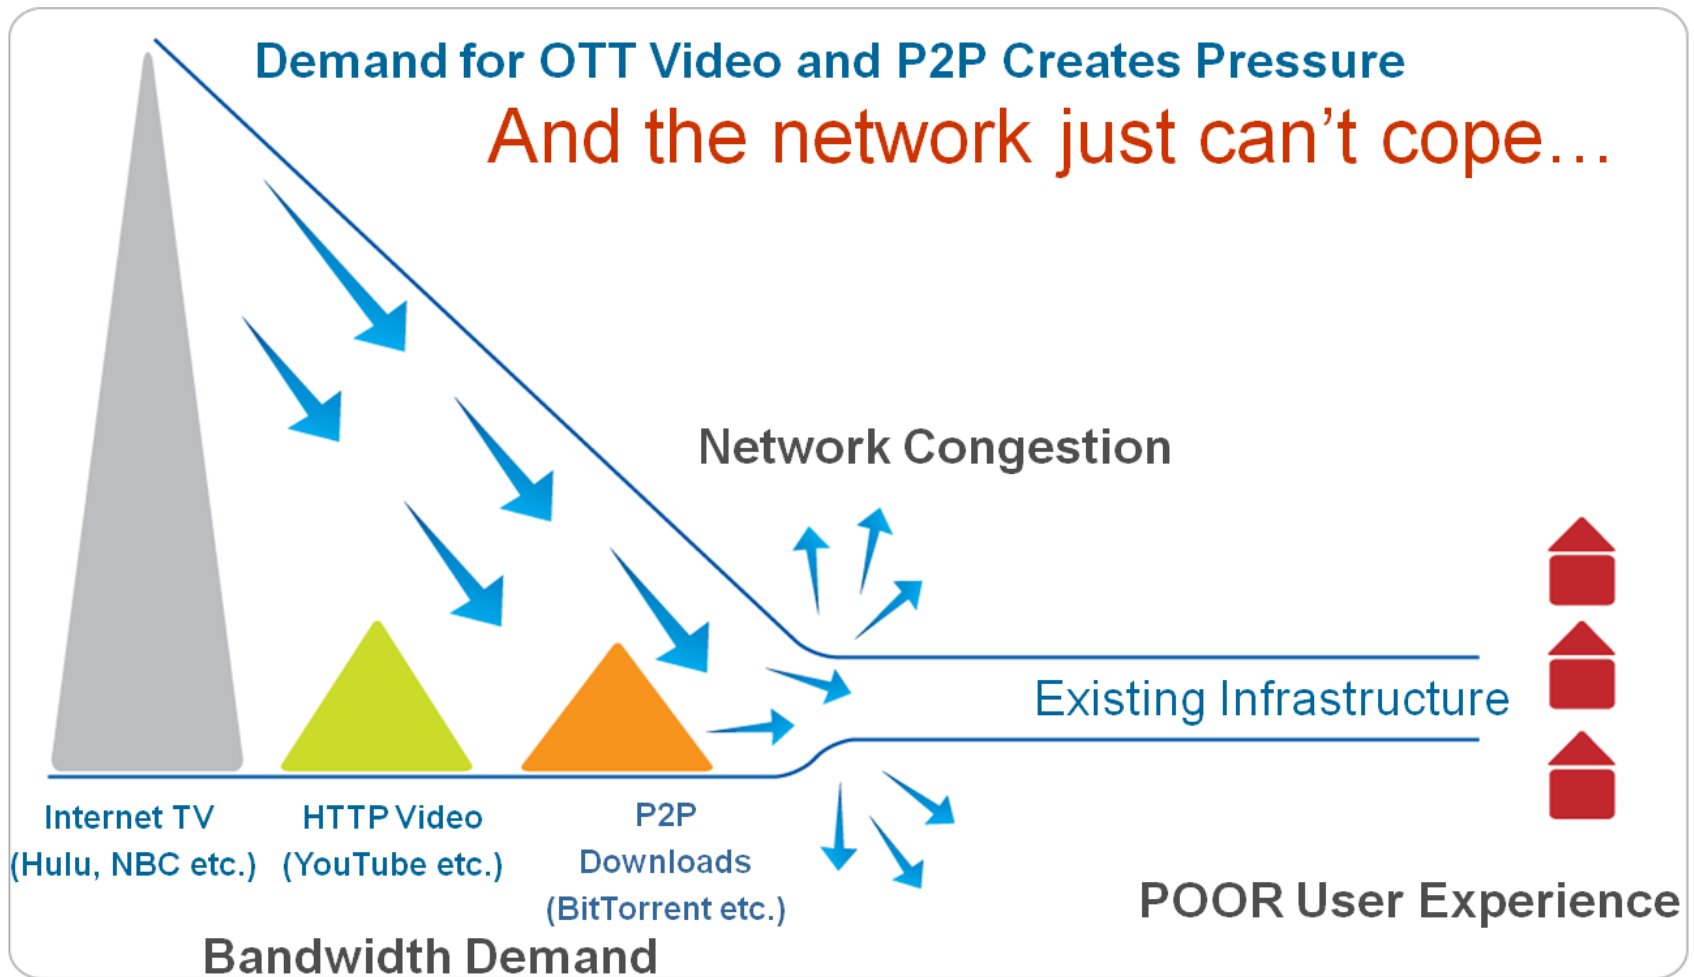 Demand for OTT Video and P2P Creates Pressure
And the network just can’t cope…
Network Congestion
Existing Infrastructure
Internet TV
(Hulu, NBC etc.)
HTTP Video
(YouTube etc.)
P2P
Downloads
(BitTorrent etc.)
POOR User Experience
Bandwidth Demand